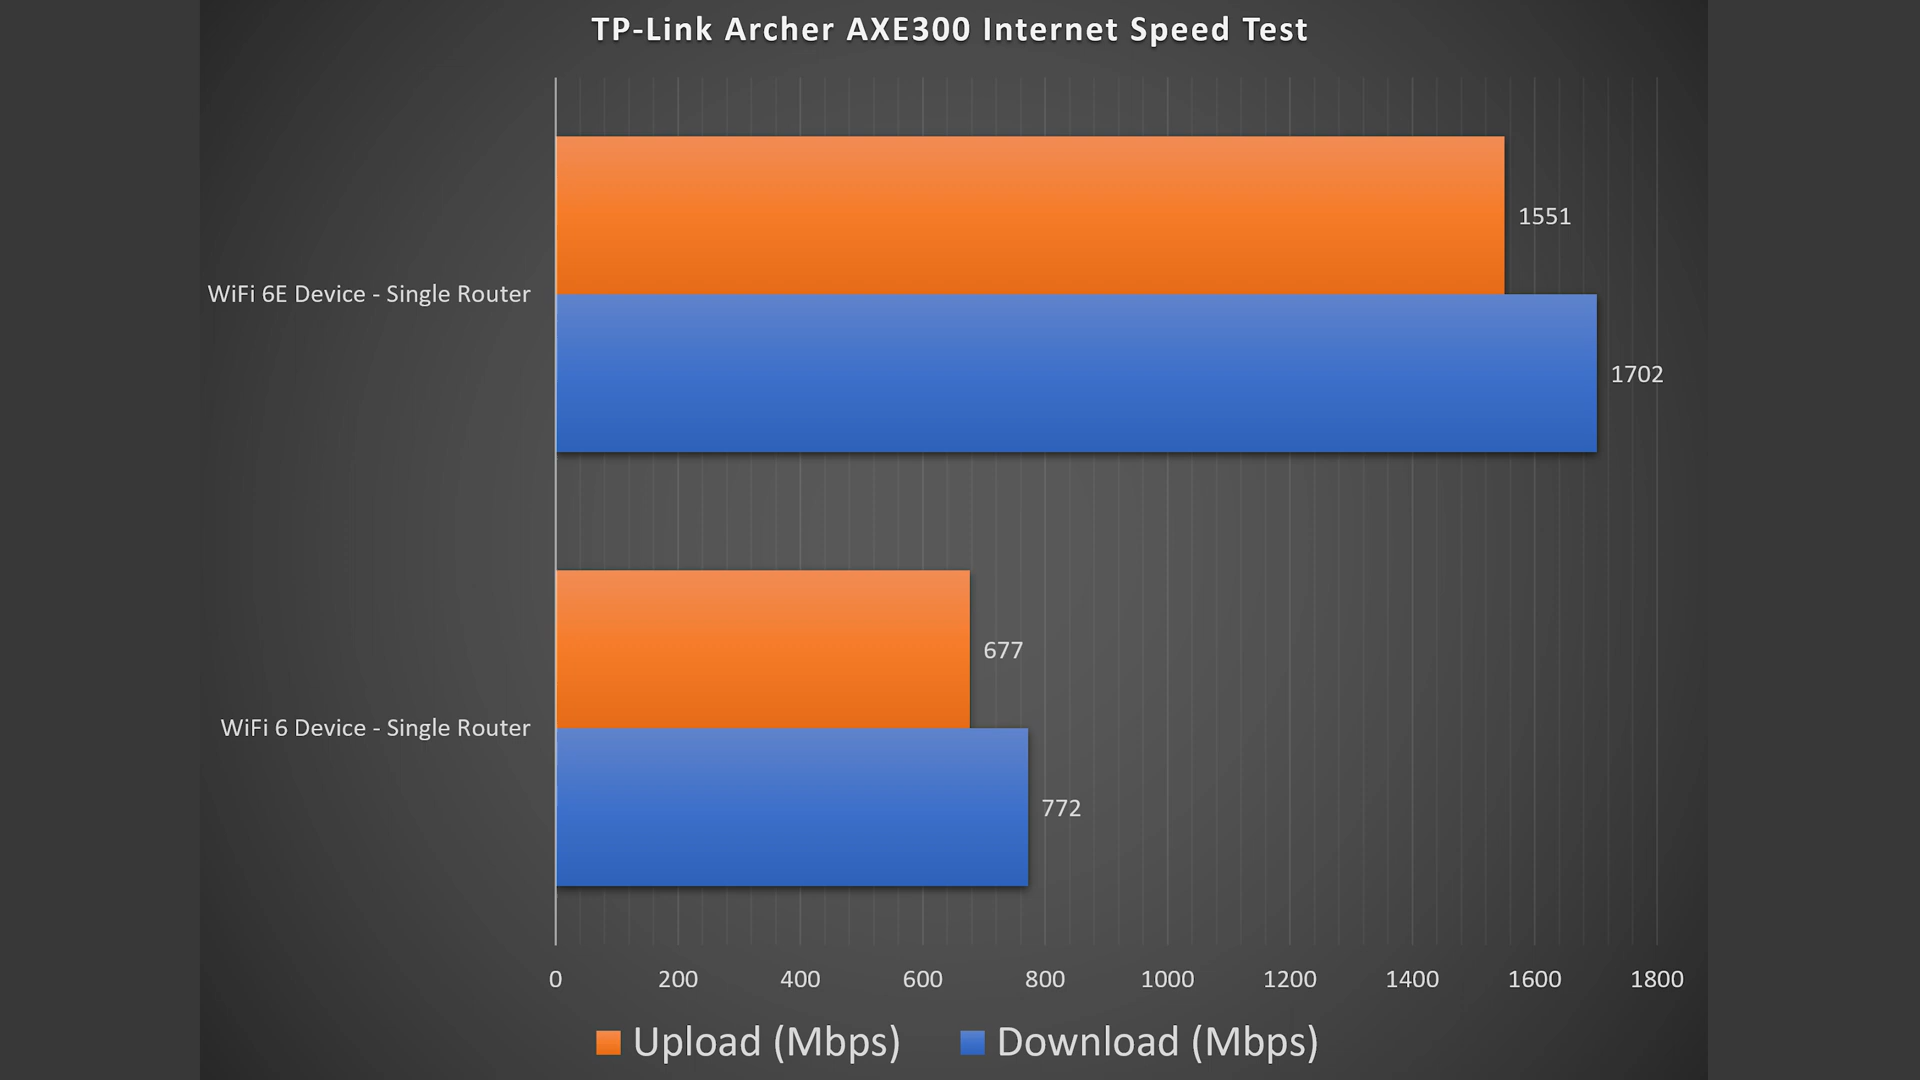 TP-Link Archer AXE300 Internet Speed Test
1551
WiFi 6E Device - Single Router
1702
677
WiFi 6 Device - Single Router
772
0 200 400 600 800 1000 1200 1400 1600 1800
Upload (Mbps) Download (Mbps)